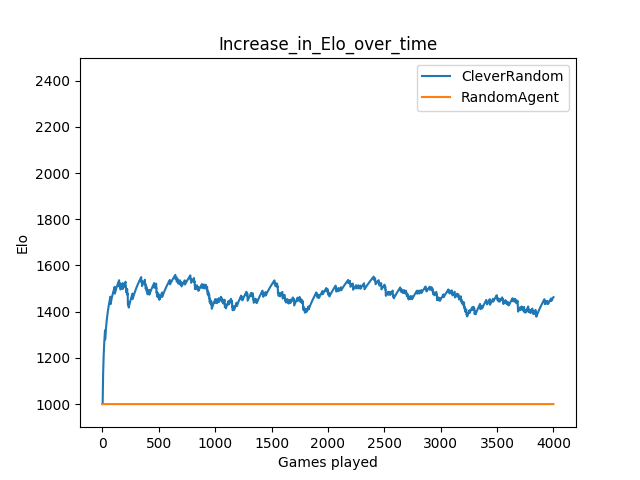 Increase_in_Elo_over_time
CleverRandom
RandomAgent
Elo
2400
2200
2000
1800
1600
1400
1200
1000
0 500 1000 1500 2000 2500 3000 3500 4000
Games played